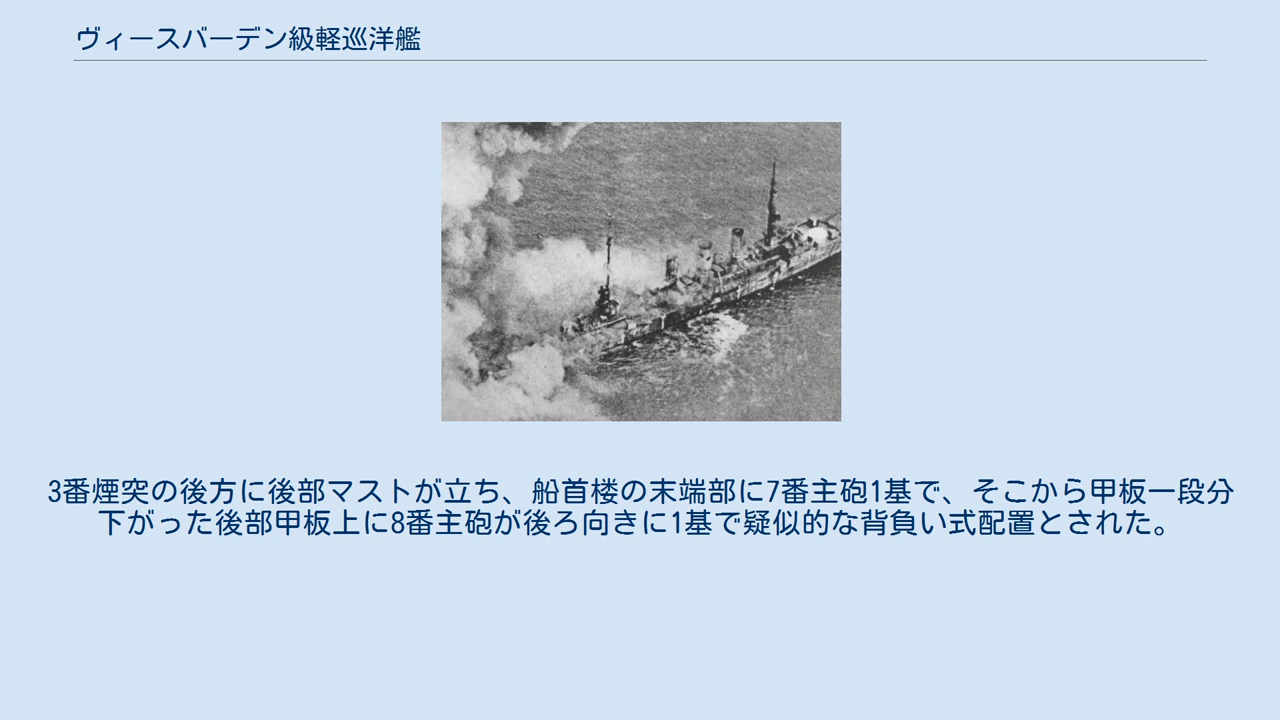 ヴィースバーデン級軽巡洋艦
3番煙突の後方に後部マストが立ち、船首楼の末端部に7番主砲1基で、そこから甲板一段分
下がった後部甲板上に8番主砲が後ろ向きに1基で疑似的な背負い式配置とされた。